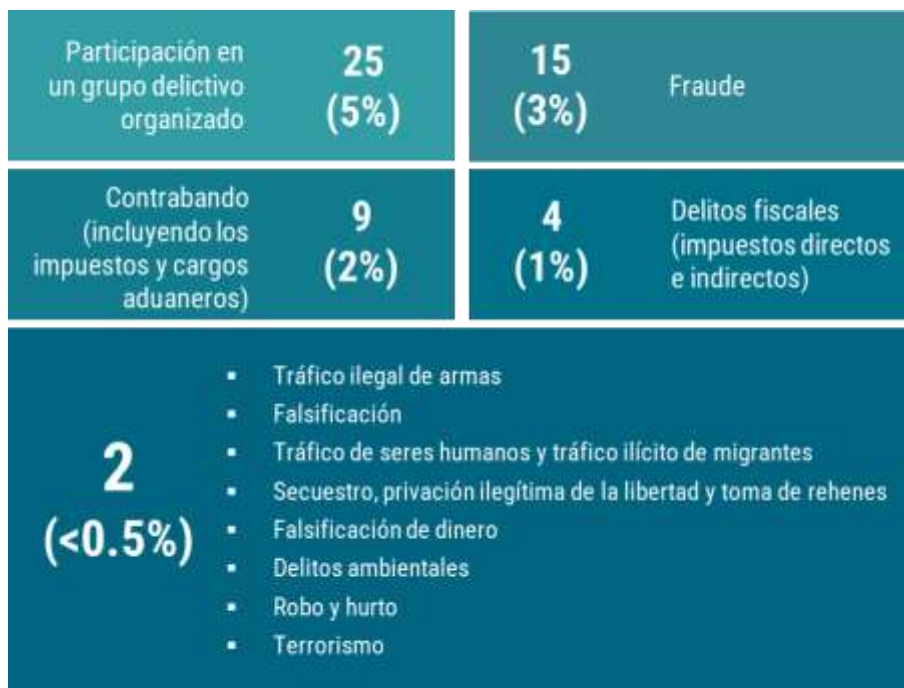 Participación en
un grupo delictivo
organizado
25
(5%)
15
(3%)
Fraude
Contrabando
(incluyendo los
impuestos y cargos
aduaneros)
9
(2%)
4
(1%)
Delitos fiscales
(impuestos directos
e indirectos)
2
(<0.5%)
▪ Tráfico ilegal de armas
▪ Falsificación
▪ Tráfico de seres humanos y tráfico ilícito de migrantes
▪ Secuestro, privación ilegítima de la libertad y toma de rehenes
▪ Falsificación de dinero
▪ Delitos ambientales
▪ Robo y hurto
▪ Terrorismo